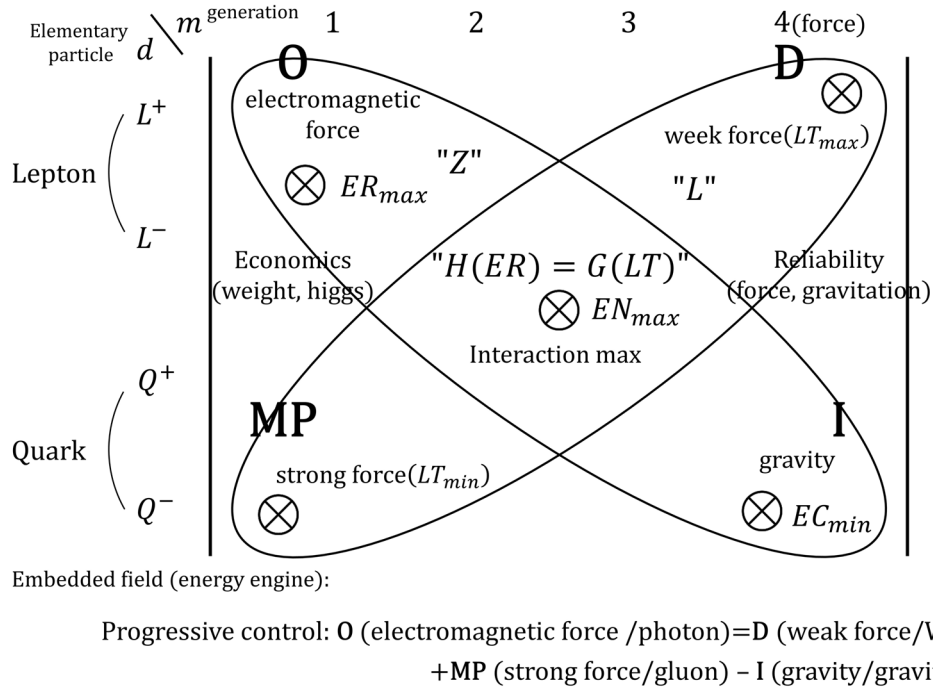 Elementary particle d \ m generation 1 2 3 4(force)
O D
electromagnetic force
L⁺
week force(LTmax)
Lepton
"Z"
ERmax
"L"
L⁻
Economics (weight, higgs)
"H(ER) = G(LT)"
Reliability (force, gravitation)
ENmax
Interaction max
Q⁺
MP I
Quark
gravity
strong force(LTmin)
Q⁻
ECmin
Embedded field (energy engine):
Progressive control: O (electromagnetic force /photon)=D (weak force/
+MP (strong force/gluon) – I (gravity/gravi